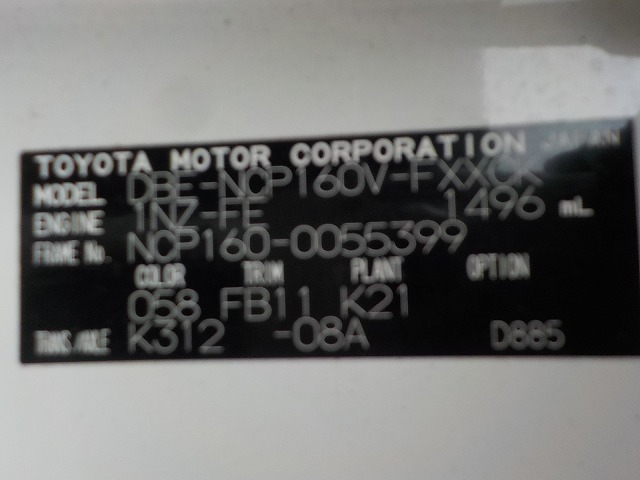 TOYOTA MOTOR CORPORATION JAPAN
MODEL DBE-NCP160V-FXXGK
ENGINE 1NZ-FE 1496 mL
FRAME No. NCP160-0055399
COLOR TRIM PLANT OPTION
058 FB11 K21
TRANS/AXLE K312 -08A D885